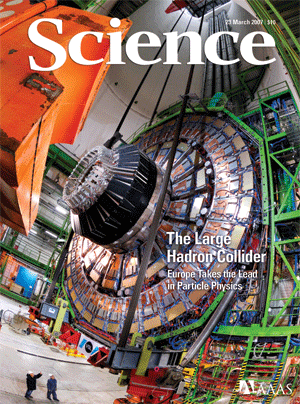 Science
23 March 2007 | $10
The Large
Hadron Collider
Europe Takes the Lead
in Particle Physics
AAAS